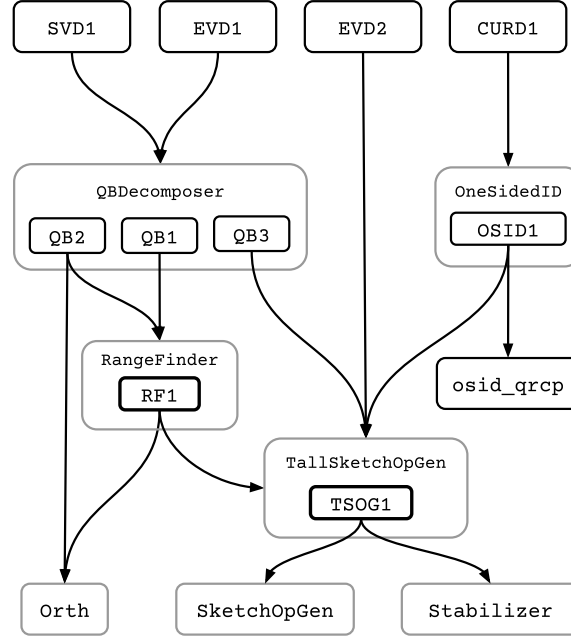 SVD1
EVD1
EVD2
CURD1
QBDecomposer
OneSidedID
QB2
QB1
QB3
OSID1
RangeFinder
RF1
osid_qrcp
TallSketchOpGen
TSOG1
Orth
SketchOpGen
Stabilizer